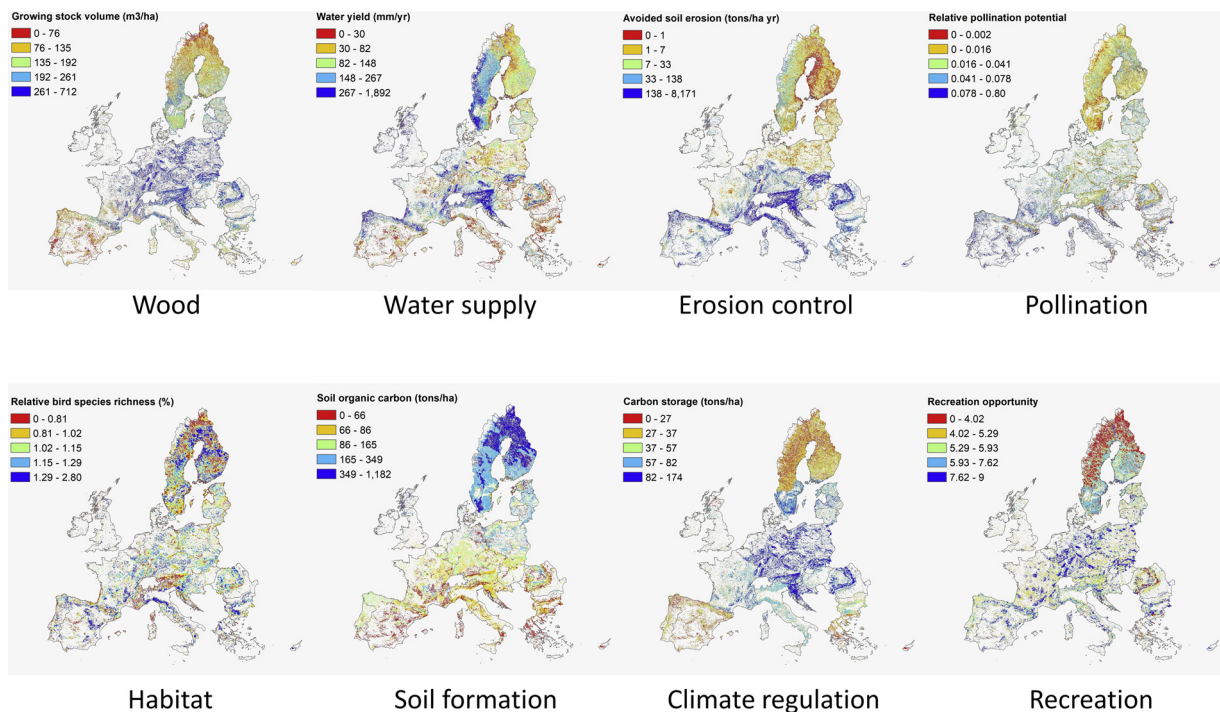 Growing stock volume (m3/ha)
0 - 76
76 - 135
135 - 192
192 - 261
261 - 712
Wood
Water yield (mm/yr)
0 - 30
30 - 82
82 - 148
148 - 267
267 - 1,892
Water supply
Avoided soil erosion (tons/ha yr)
0 - 1
1 - 7
7 - 33
33 - 138
138 - 8,171
Erosion control
Relative pollination potential
0 - 0.002
0 - 0.016
0.016 - 0.041
0.041 - 0.078
0.078 - 0.80
Pollination
Relative bird species richness (%)
0 - 0.81
0.81 - 1.02
1.02 - 1.15
1.15 - 1.29
1.29 - 2.80
Habitat
Soil organic carbon (tons/ha)
0 - 66
66 - 86
86 - 165
165 - 349
349 - 1,182
Soil formation
Carbon storage (tons/ha)
0 - 27
27 - 37
37 - 57
57 - 82
82 - 174
Climate regulation
Recreation opportunity
0 - 4.02
4.02 - 5.29
5.29 - 5.93
5.93 - 7.62
7.62 - 9
Recreation